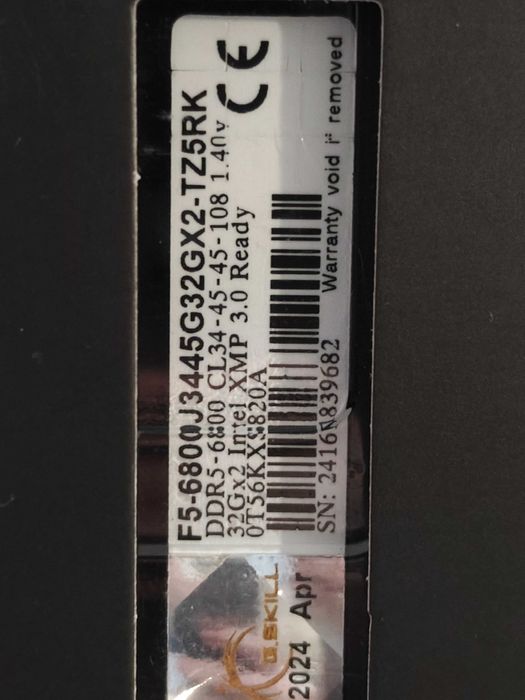 F5-6800J3445G32GX2-TZ5RK
DDR5-6800 CL34-45-45-108 1.40v
32Gx2 Intel XMP 3.0 Ready
0T56KXS820A
SN: 2416N839682
Warranty void if removed
CE
G.SKILL
2024 Apr